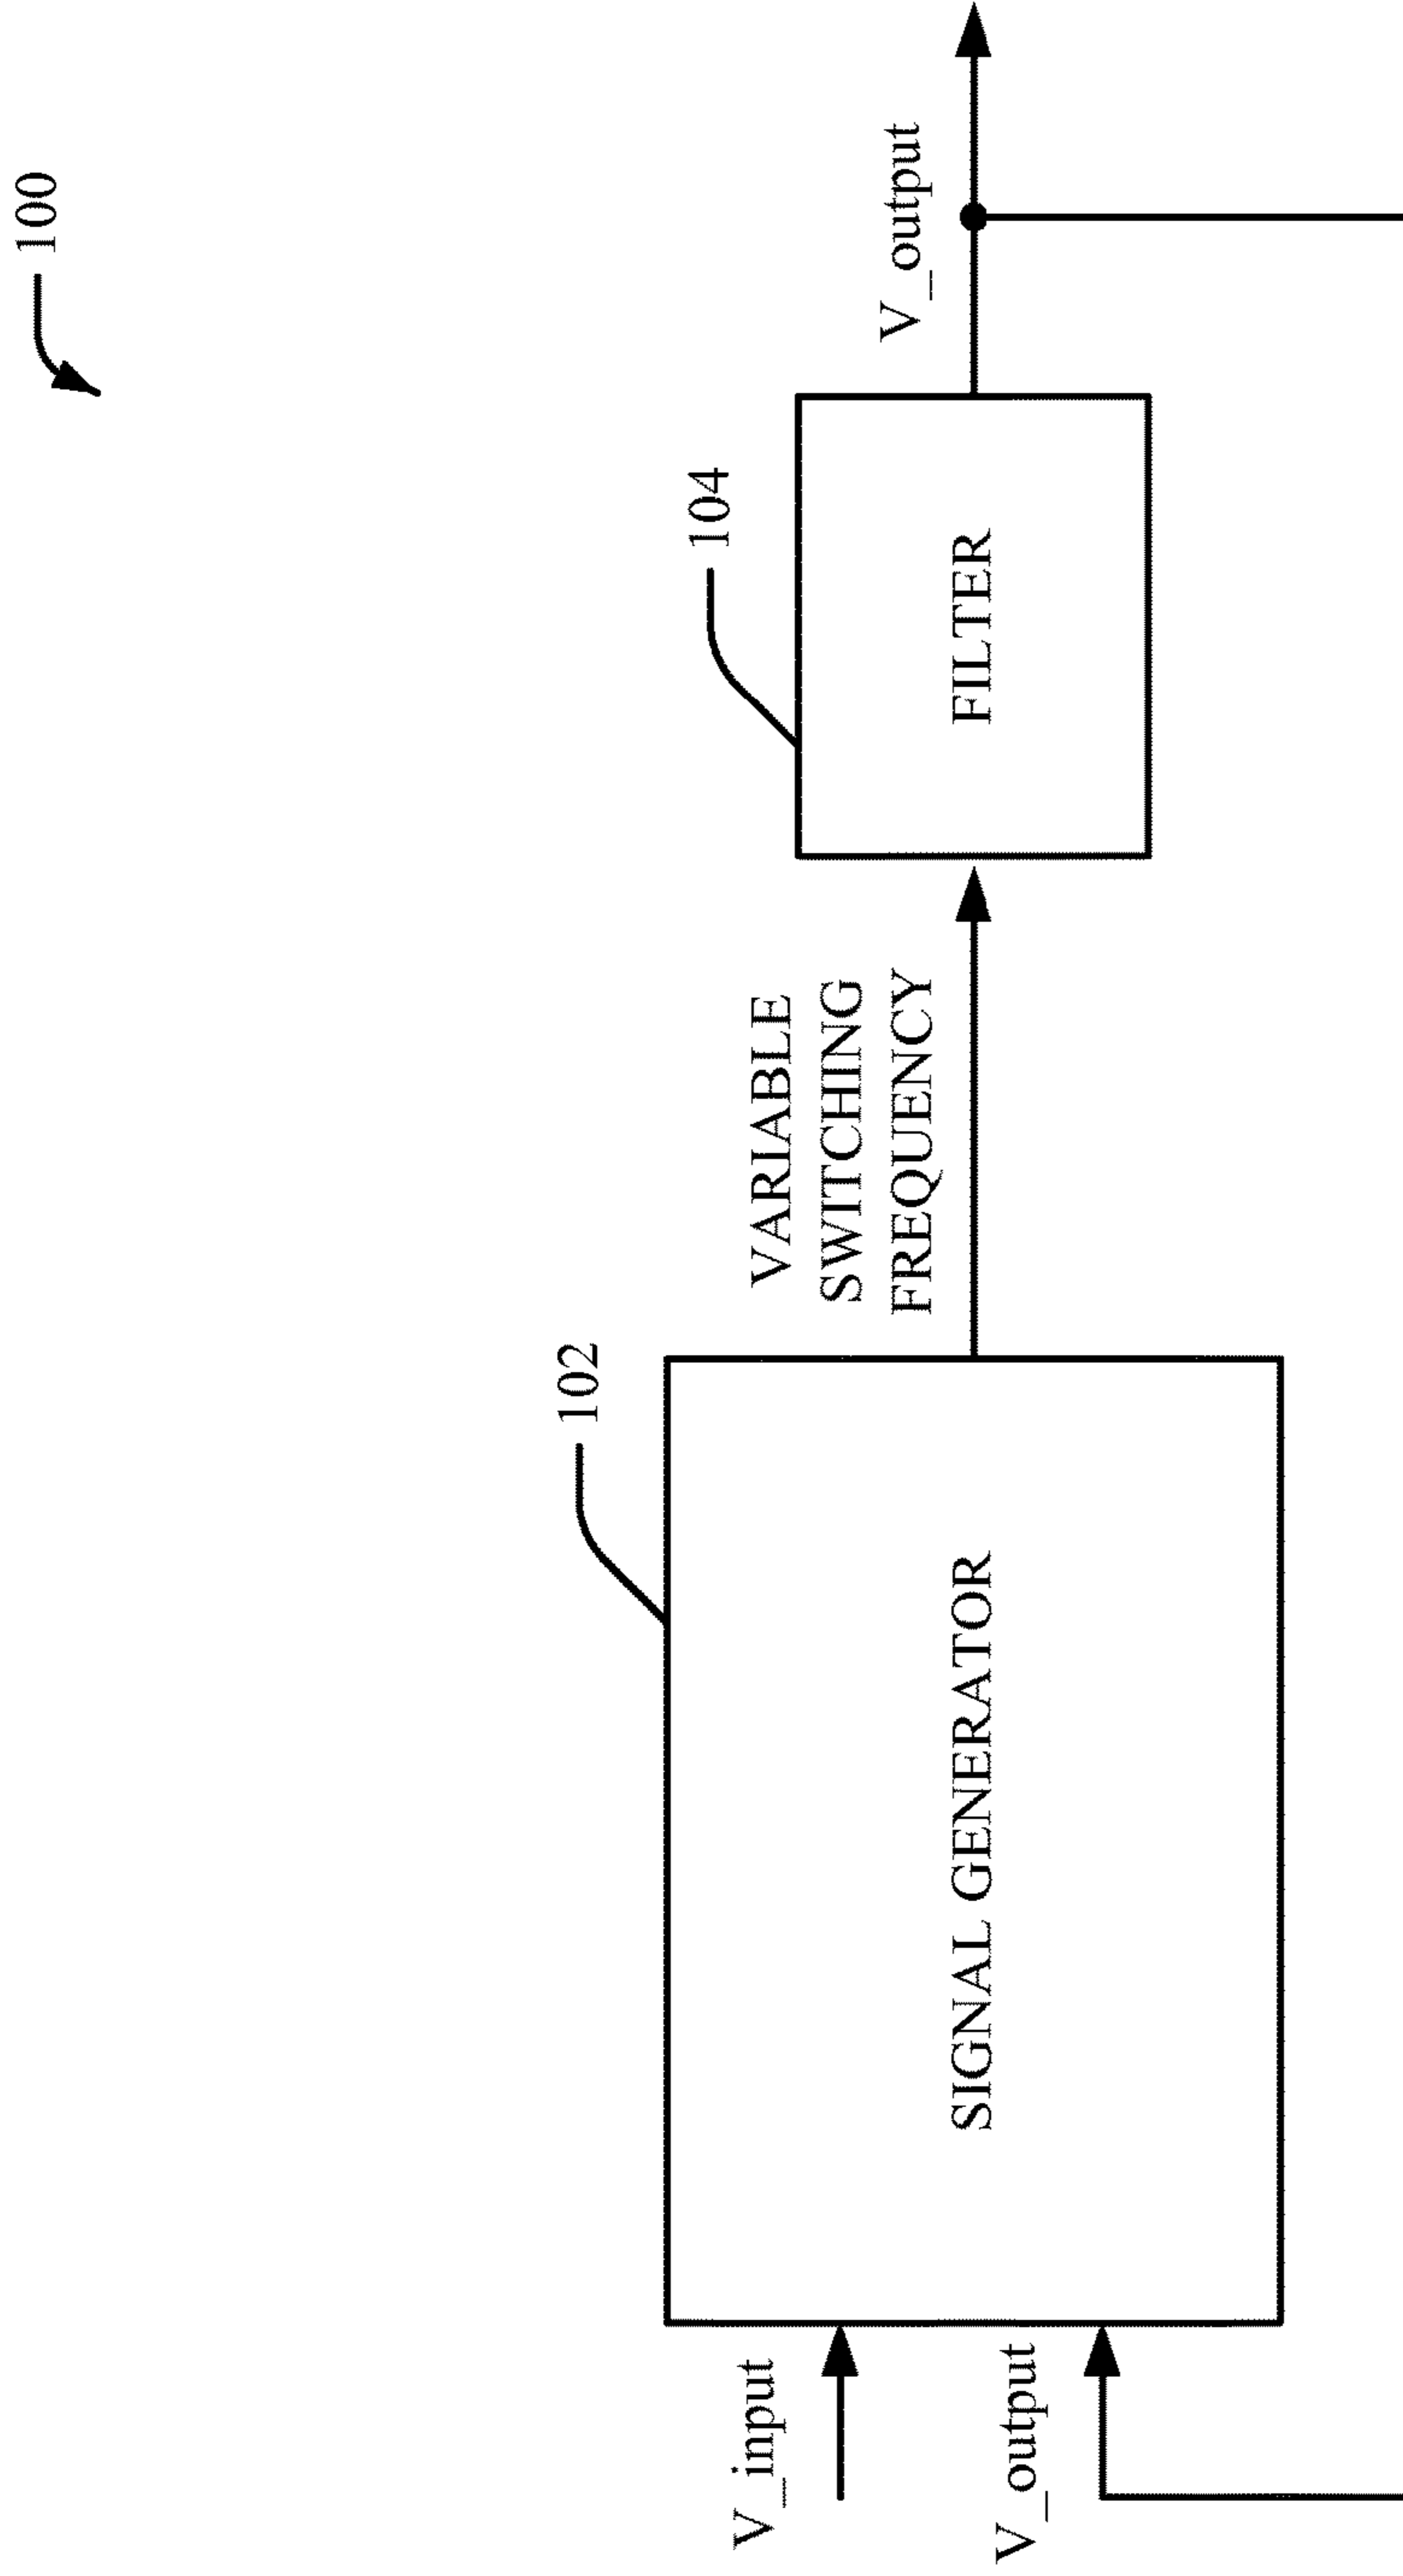 100
102
104
V_input
V_output
SIGNAL GENERATOR
VARIABLE
SWITCHING
FREQUENCY
FILTER
V_output